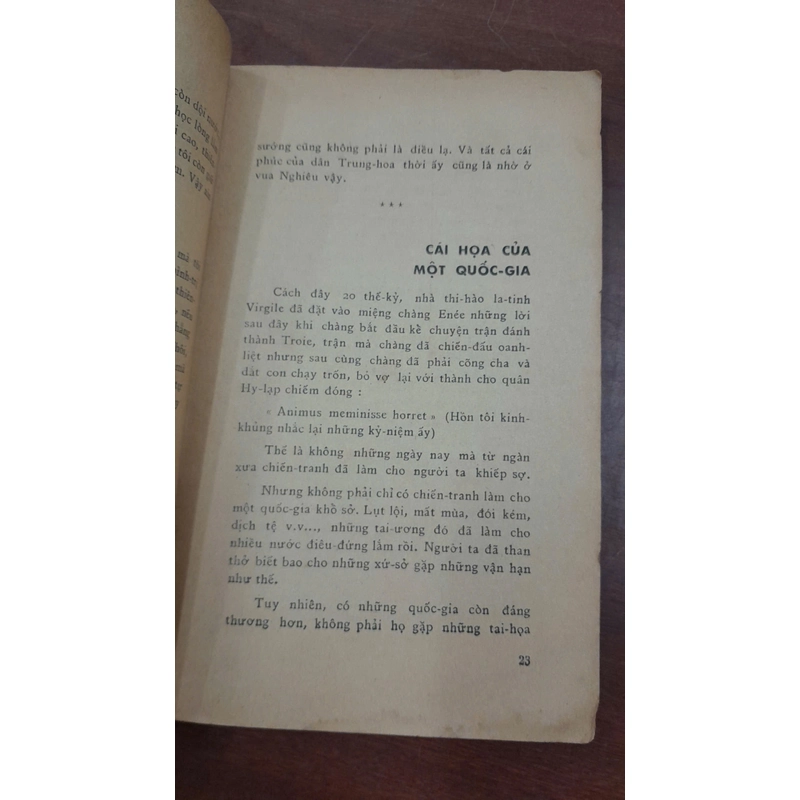 còn dội
học lòng
i cao,
tôi còn
m. Vậy
mà
nếu
sướng cũng không phải là điều lạ. Và tất cả cái
phúc của dân Trung-hoa thời ấy cũng là nhờ ở
vua Nghiêu vậy.
***
CÁI HỌA CỦA
MỘT QUỐC-GIA
Cách đây 20 thế-kỷ, nhà thi-hào la-tinh
Virgile đã đặt vào miệng chàng Enée những lời
sau đây khi chàng bắt đầu kể chuyện trận đánh
thành Troie, trận mà chàng đã chiến-đấu oanh-
liệt nhưng sau cùng chàng đã phải cõng cha và
dắt con chạy trốn, bỏ vợ lại với thành cho quân
Hy-lạp chiếm đóng :
« Animus meminisse horret » (Hồn tôi kinh-
khủng nhắc lại những kỷ-niệm ấy)
Thế là không những ngày nay mà từ ngàn
xưa chiến-tranh đã làm cho người ta khiếp sợ.
Nhưng không phải chỉ có chiến-tranh làm cho
một quốc-gia khổ sở. Lụt lội, mất mùa, đói kém,
dịch tệ v.v..., những tai-ương đó đã làm cho
nhiều nước điêu-đứng lắm rồi. Người ta đã than
thở biết bao cho những xứ-sở gặp những vận hạn
như thế.
Tuy nhiên, có những quốc-gia còn đáng
thương hơn, không phải họ gặp những tai-họa
23